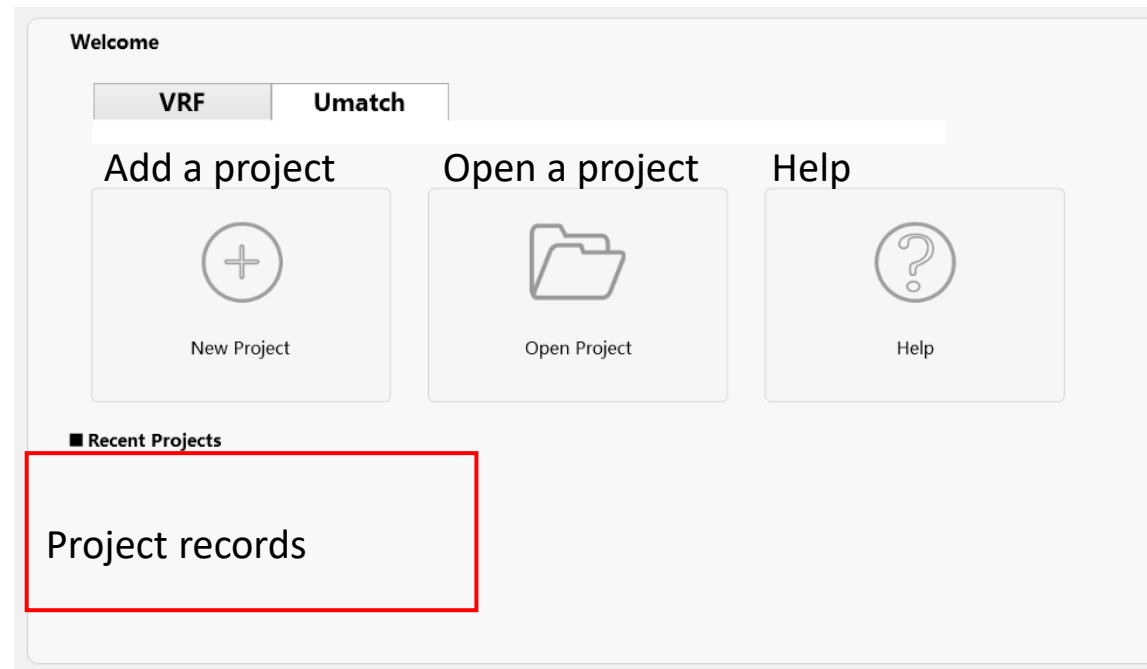 Welcome
VRF Umatch
Add a project Open a project Help
New Project Open Project Help
■ Recent Projects
Project records